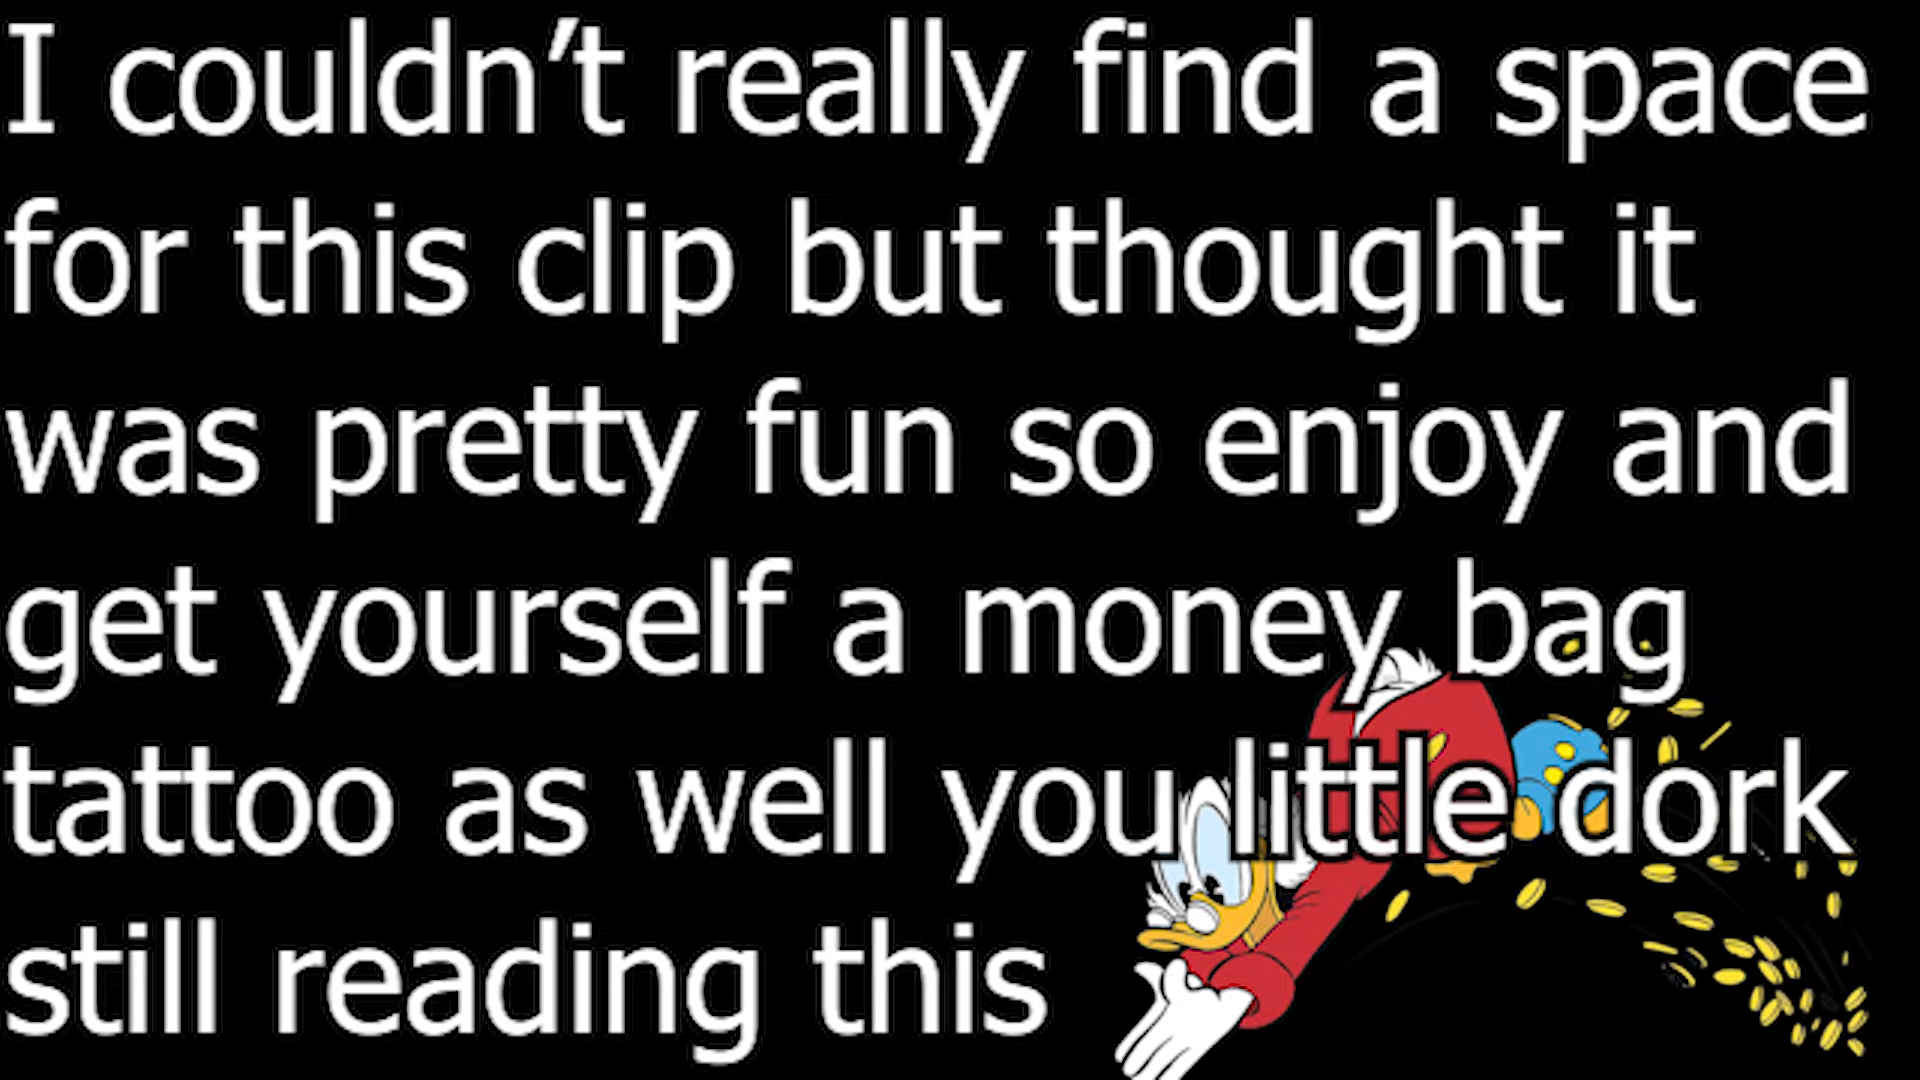 I couldn’t really find a space
for this clip but thought it
was pretty fun so enjoy and
get yourself a money bag
tattoo as well you little dork
still reading this